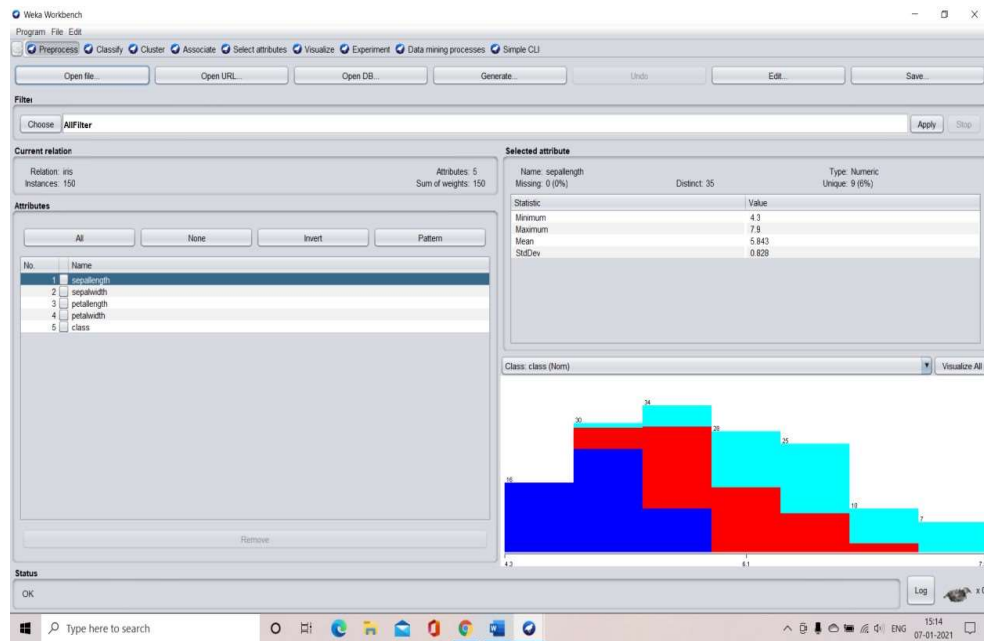 Weka Workbench
Program File Edit
Preprocess Classify Cluster Associate Select attributes Visualize Experiment Data mining processes Simple CLI
Open file... Open URL... Open DB... Generate... Undo Edit... Save...
Filter
Choose AllFilter Apply Stop
Current relation
Relation: iris Attributes: 5
Instances: 150 Sum of weights: 150
Attributes
All None Invert Pattern
No. Name
1 sepallength
2 sepalwidth
3 petallength
4 petalwidth
5 class
Remove
Selected attribute
Name: sepallength Type: Numeric
Missing: 0 (0%) Distinct: 35 Unique: 9 (6%)
Statistic Value
Minimum 4.3
Maximum 7.9
Mean 5.843
StdDev 0.828
Class: class (Nom) Visualize All
34
30
28
25
16
10
7
4.3 6.1
Status
OK Log
Type here to search
ENG 15:14
07-01-2021